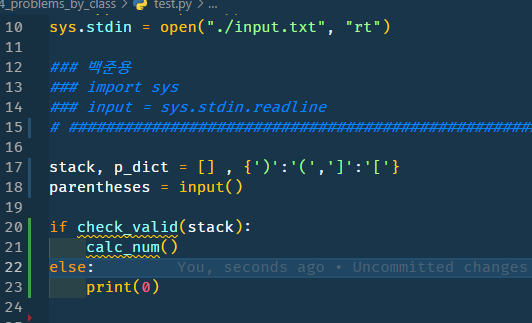 4_problems_by_class > test.py > ...
10 sys.stdin = open("./input.txt", "rt")
11
12 ### 백준용
13 ### import sys
14 ### input = sys.stdin.readline
15 # ####################################################
16
17 stack, p_dict = [] , {')':'(',']':'['}
18 parentheses = input()
19
20 if check_valid(stack):
21 calc_num()
22 else: You, seconds ago • Uncommitted changes
23 print(0)
24